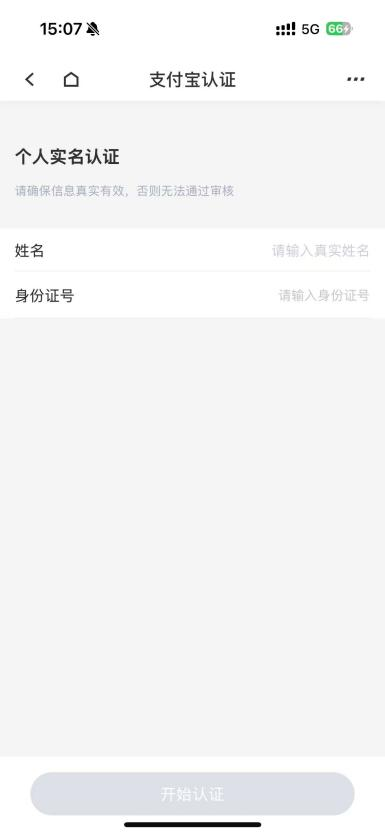 15:07
5G
66
支付宝认证
个人实名认证
请确保信息真实有效，否则无法通过审核
姓名
请输入真实姓名
身份证号
请输入身份证号
开始认证